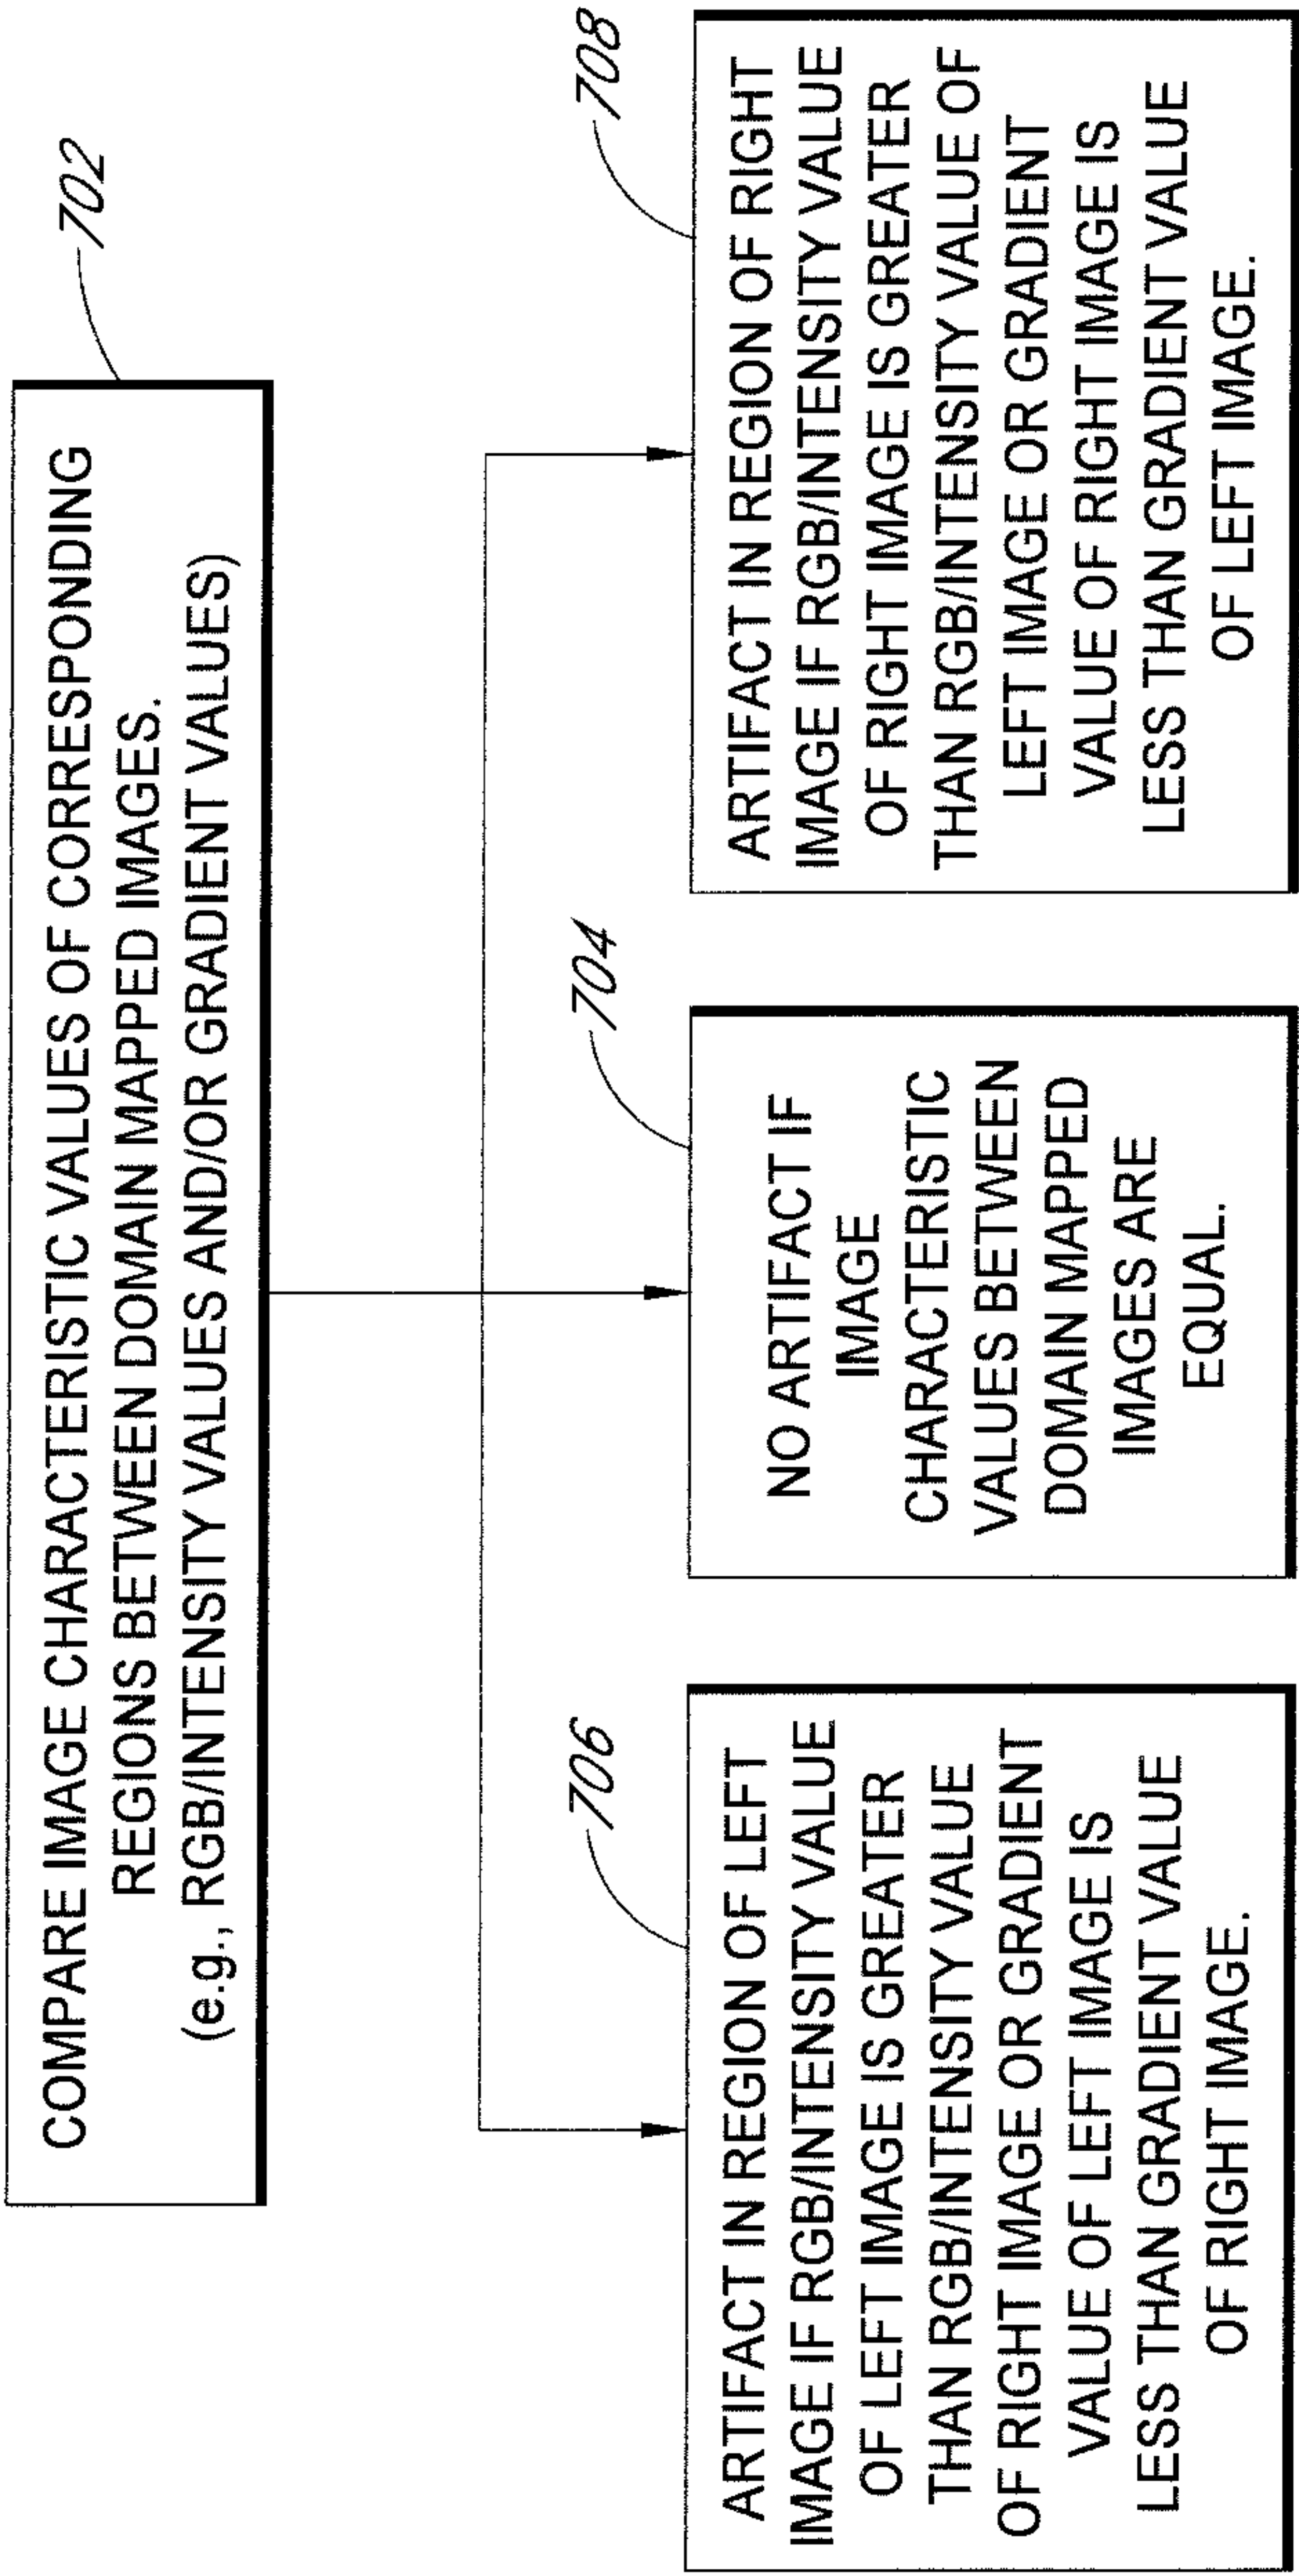 702
COMPARE IMAGE CHARACTERISTIC VALUES OF CORRESPONDING
REGIONS BETWEEN DOMAIN MAPPED IMAGES.
(e.g., RGB/INTENSITY VALUES AND/OR GRADIENT VALUES)
706
ARTIFACT IN REGION OF LEFT
IMAGE IF RGB/INTENSITY VALUE
OF LEFT IMAGE IS GREATER
THAN RGB/INTENSITY VALUE
OF RIGHT IMAGE OR GRADIENT
VALUE OF LEFT IMAGE IS
LESS THAN GRADIENT VALUE
OF RIGHT IMAGE.
704
NO ARTIFACT IF
IMAGE
CHARACTERISTIC
VALUES BETWEEN
DOMAIN MAPPED
IMAGES ARE
EQUAL.
708
ARTIFACT IN REGION OF RIGHT
IMAGE IF RGB/INTENSITY VALUE
OF RIGHT IMAGE IS GREATER
THAN RGB/INTENSITY VALUE OF
LEFT IMAGE OR GRADIENT
VALUE OF RIGHT IMAGE IS
LESS THAN GRADIENT VALUE
OF LEFT IMAGE.